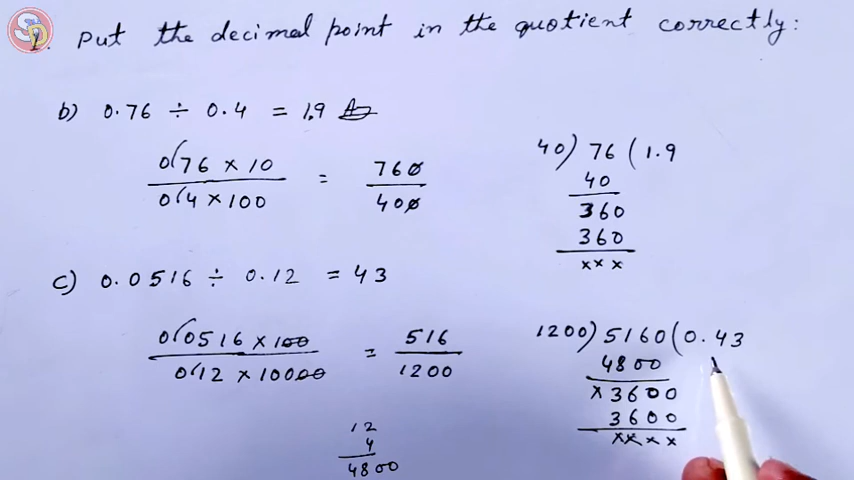 1. Put the decimal point in the quotient correctly:
b) 0.76 ÷ 0.4 = 1.9
0/76 × 10
0/4 × 100
= 760
400
40) 76 (1.9
40
360
360
×××
c) 0.0516 ÷ 0.12 = 43
0/0516 × 100
0/12 × 10000
= 516
1200
12
4
4800
1200) 5160 (0.43
4800
×3600
3600
××××